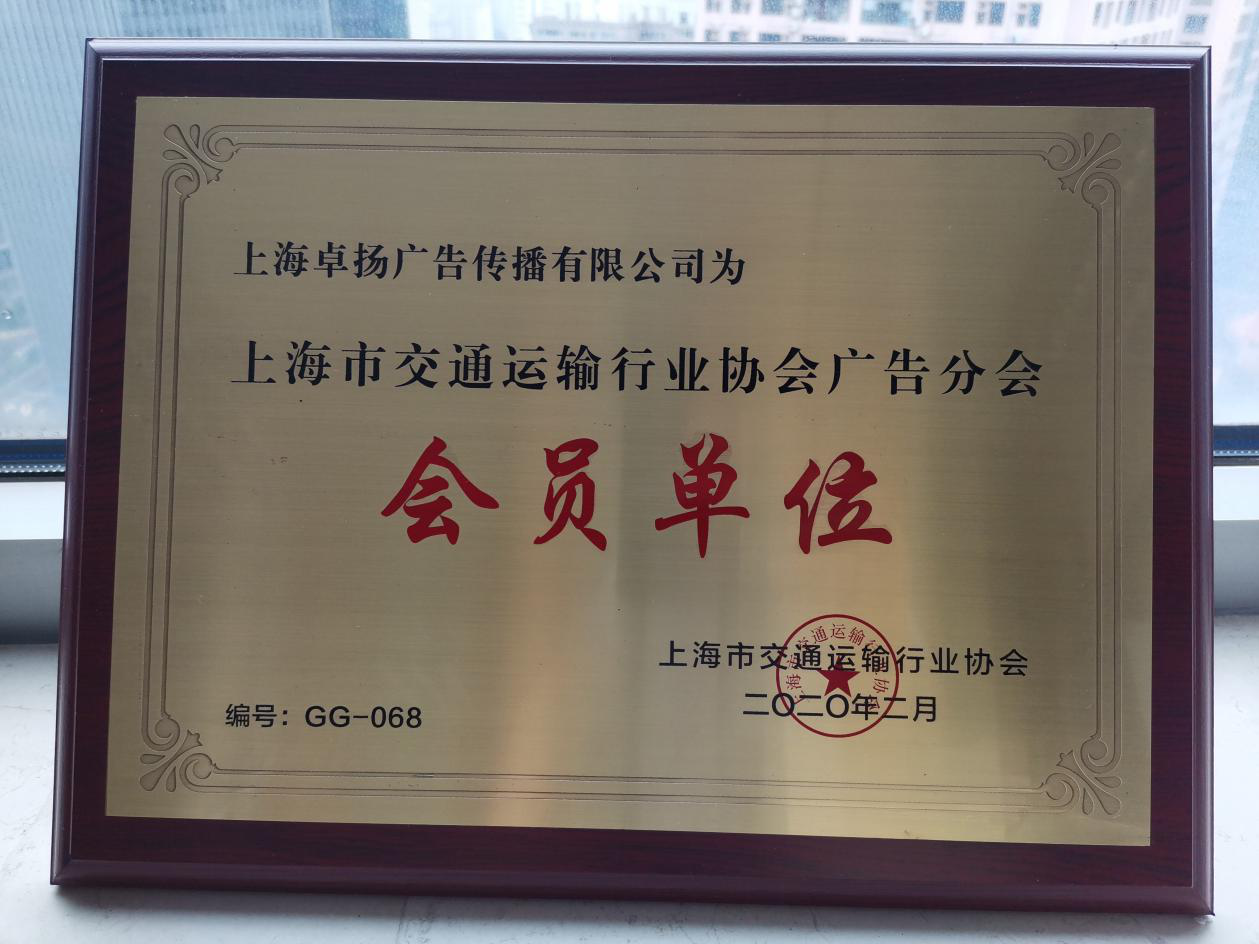 上海卓扬广告传播有限公司为
上海市交通运输行业协会广告分会
会员单位
上海市交通运输行业协会
二〇二〇年二月
编号：GG-068